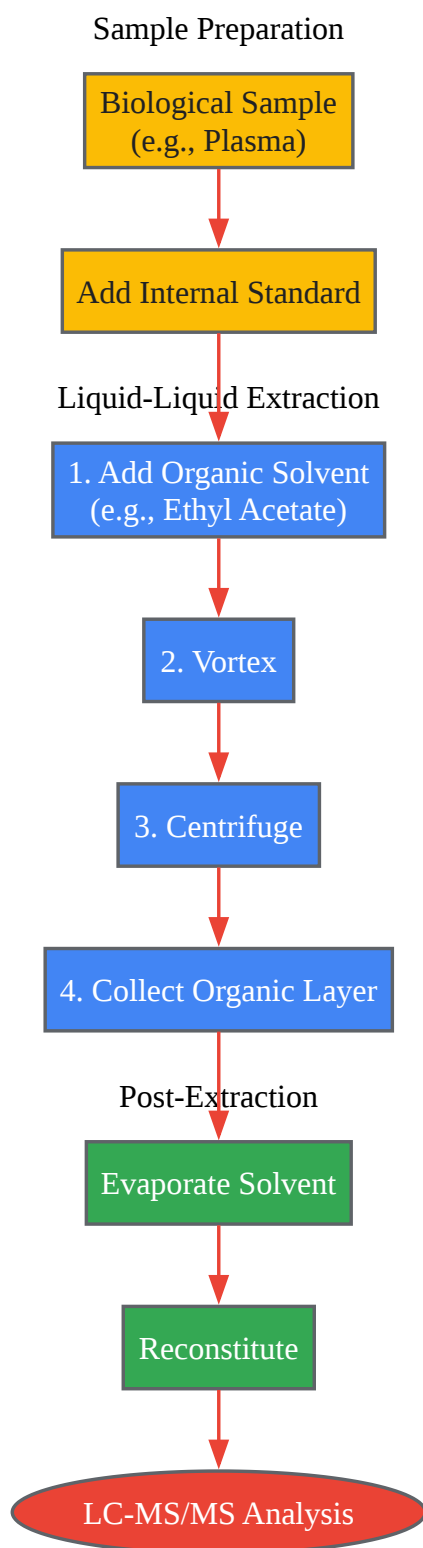 Sample Preparation
Biological Sample
(e.g., Plasma)
Add Internal Standard
Liquid-Liquid Extraction
1. Add Organic Solvent
(e.g., Ethyl Acetate)
2. Vortex
3. Centrifuge
4. Collect Organic Layer
Post-Extraction
Evaporate Solvent
Reconstitute
LC-MS/MS Analysis